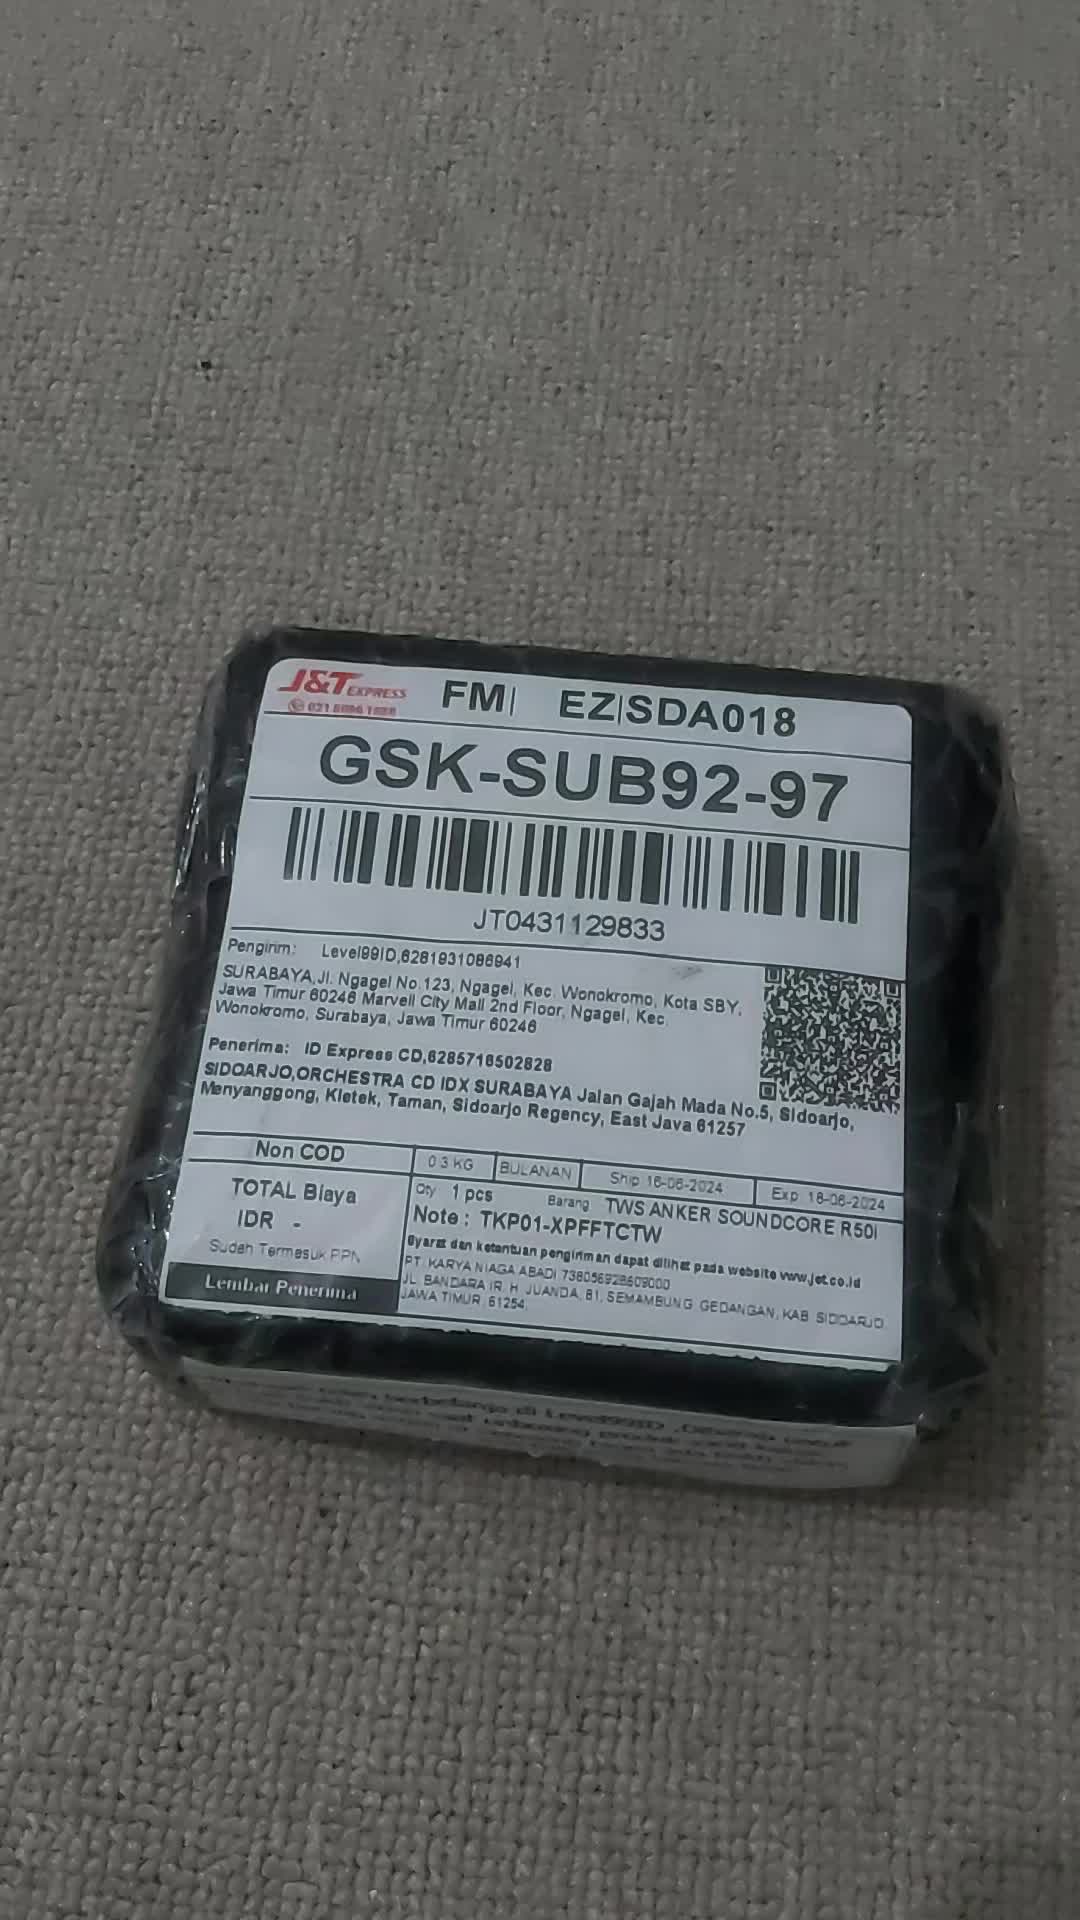 J&T EXPRESS
FM| EZ|SDA018
GSK-SUB92-97
JT0431129833
Pengirim: Level99ID,6281931086941
SURABAYA,Jl. Ngagel No.123, Ngagel, Kec. Wonokromo, Kota SBY,
Jawa Timur 60246 Marvell City Mall 2nd Floor, Ngagel, Kec.
Wonokromo, Surabaya, Jawa Timur 60246
Penerima: ID Express CD,6285716502828
SIDOARJO,ORCHESTRA CD IDX SURABAYA Jalan Gajah Mada No.5, Sidoarjo,
Menyanggong, Kletek, Taman, Sidoarjo Regency, East Java 61257
Non COD
0.3 KG
BULANAN
Ship 16-06-2024
Exp 18-06-2024
TOTAL Biaya
IDR -
Sudah Termasuk PPN
Lembar Penerima
Qty 1 pcs Barang TWS ANKER SOUNDCORE R50I
Note : TKP01-XPFFTCTW
Syarat dan ketentuan pengiriman dapat dilihat pada website www.jet.co.id
PT. KARYA NIAGA ABADI 738056928609000
JL. BANDARA IR. H. JUANDA, 81, SEMAMBUNG, GEDANGAN, KAB. SIDOARJO,
JAWA TIMUR, 61254
berbelanja di Level99ID
unboxing produk